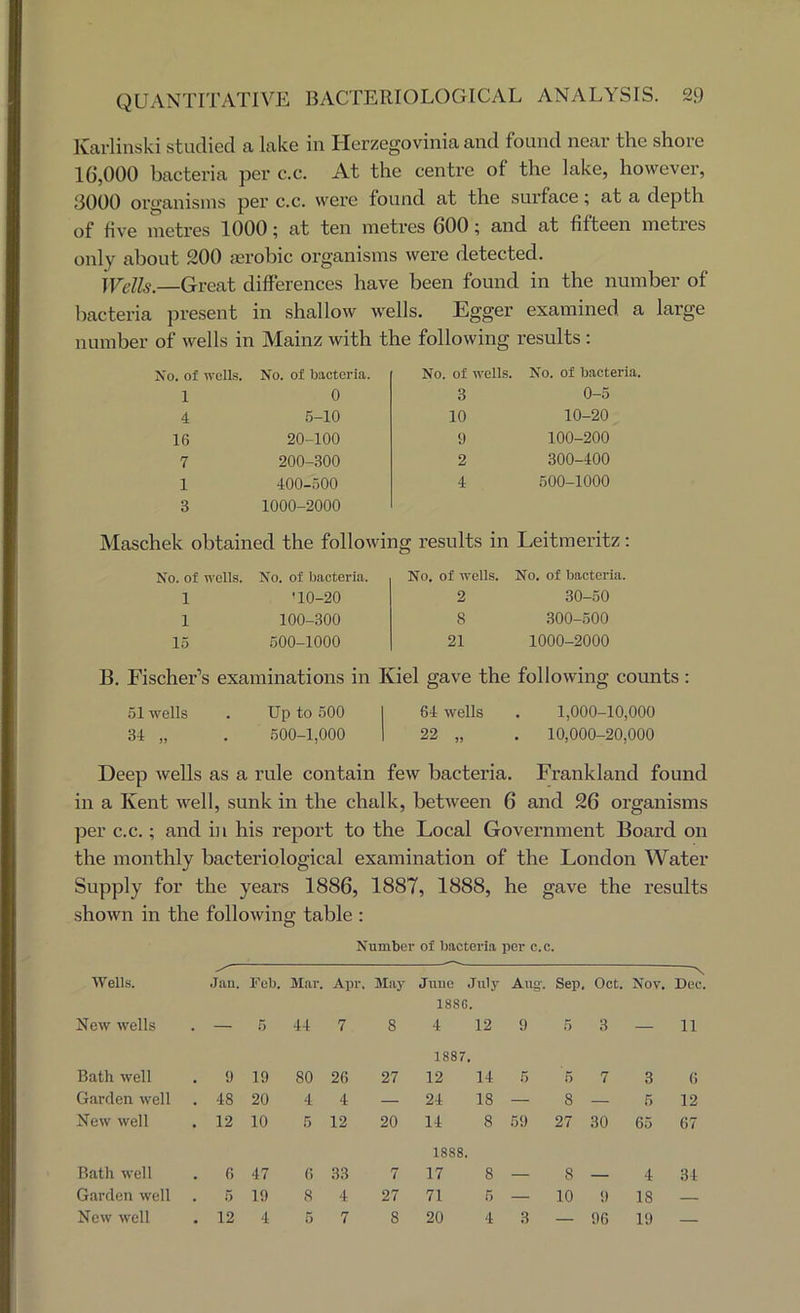 QUANTITATIVE BACTERIOLOGICAL ANALYSIS. 29
Karlinski studied a lake in Herzegovinia and found near the shore
16,000 bacteria per c.c. At the centre of the lake, however,
3000 organisms per c.c. were found at the surface; at a depth
of five metres 1000; at ten metres 600; and at fifteen metres
only about 200 ærobic organisms were detected.
Wells.—Great differences have been found in the number of
bacteria present in shallow wells. Egger examined a large
number of wells in Mainz with the following results:
No. of wells. No. of bacteria. No. of wells. No. of bacteria.
1 0 3 0-5
4 5-10 10 10-20
16 20-100 9 100-200
7 200-300 2 300-400
1 400-500 4 500-1000
3 1000-2000
Maschek obtained the following results in Leitmeritz:
No. of wells. No. of bacteria. No. of wells. No. of bacteria.
1 '10-20 2 30-50
1 100-300 8 300-500
15 500-1000 21 1000-2000
B. Fischer's examinations in Kiel gave the following counts:
51 wells . Up to 500 64 wells . 1,000-10,000
34 „ . 500-1,000 22 „ . 10,000-20,000
Deep wells as a rule contain few bacteria. Frankland found
in a Kent well, sunk in the chalk, between 6 and 26 organisms
per c.c.; and in his report to the Local Government Board on
the monthly bacteriological examination of the London Water
Supply for the years 1886, 1887, 1888, he gave the results
shown in the following table:
Number of bacteria per c.c.
Wells. Jan. Feb. Mar. Apr. May June July Aug. Sep. Oct. Nov. Dec.
1886.
New wells . — 5 44 7 8 4 12 9 5 3 — 11
1887.
Bath well . 9 19 80 26 27 12 14 5 5 7 3 6
Garden well . 48 20 4 4 — 24 18 — 8 — 5 12
New well . 12 10 5 12 20 14 8 59 27 30 65 67
1888.
Bath well . 6 47 6 33 7 17 8 — 8 — 4 34
Garden well . 5 19 8 4 27 71 5 — 10 9 18 —
New well . 12 4 5 7 8 20 4 3 — 96 19 —